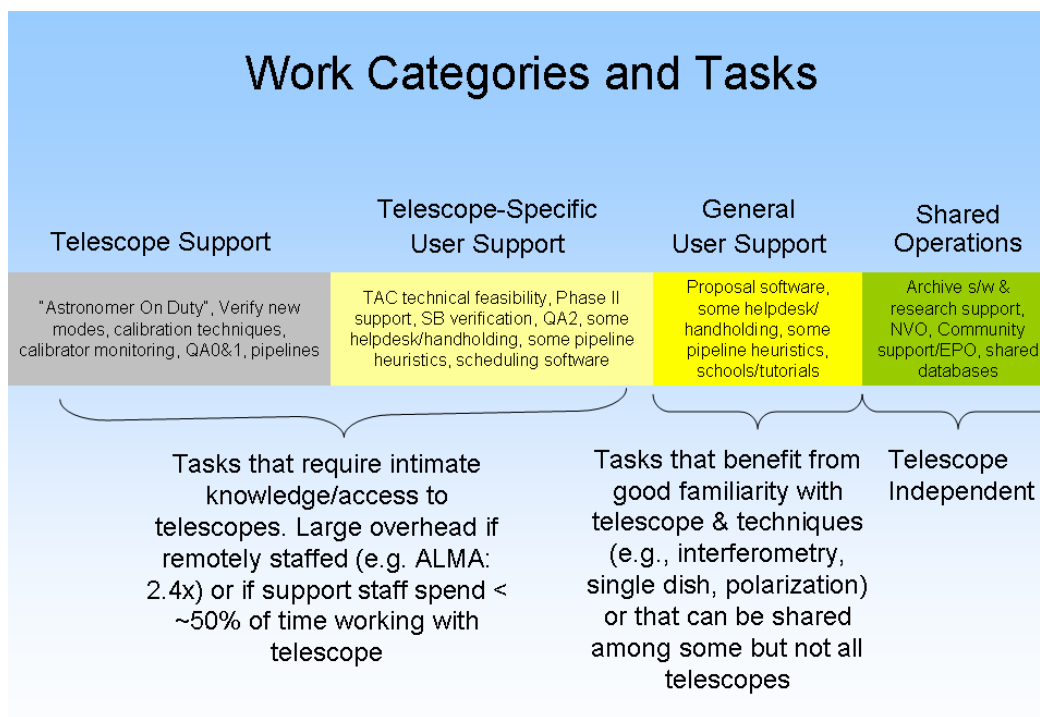 Work Categories and Tasks
Telescope Support
Telescope-Specific
User Support
General
User Support
Shared
Operations
"Astronomer On Duty", Verify new
modes, calibration techniques,
calibrator monitoring, QA0&1, pipelines
TAC technical feasibility, Phase II
support, SB verification, QA2, some
helpdesk/handholding, some pipeline
heuristics, scheduling software
Proposal software,
some helpdesk/
handholding, some
pipeline heuristics,
schools/tutorials
Archive s/w &
research support,
NVO, Community
support/EPO, shared
databases
Tasks that require intimate
knowledge/access to
telescopes. Large overhead if
remotely staffed (e.g. ALMA:
2.4x) or if support staff spend <
~50% of time working with
telescope
Tasks that benefit from
good familiarity with
telescope & techniques
(e.g., interferometry,
single dish, polarization)
or that can be shared
among some but not all
telescopes
Telescope
Independent